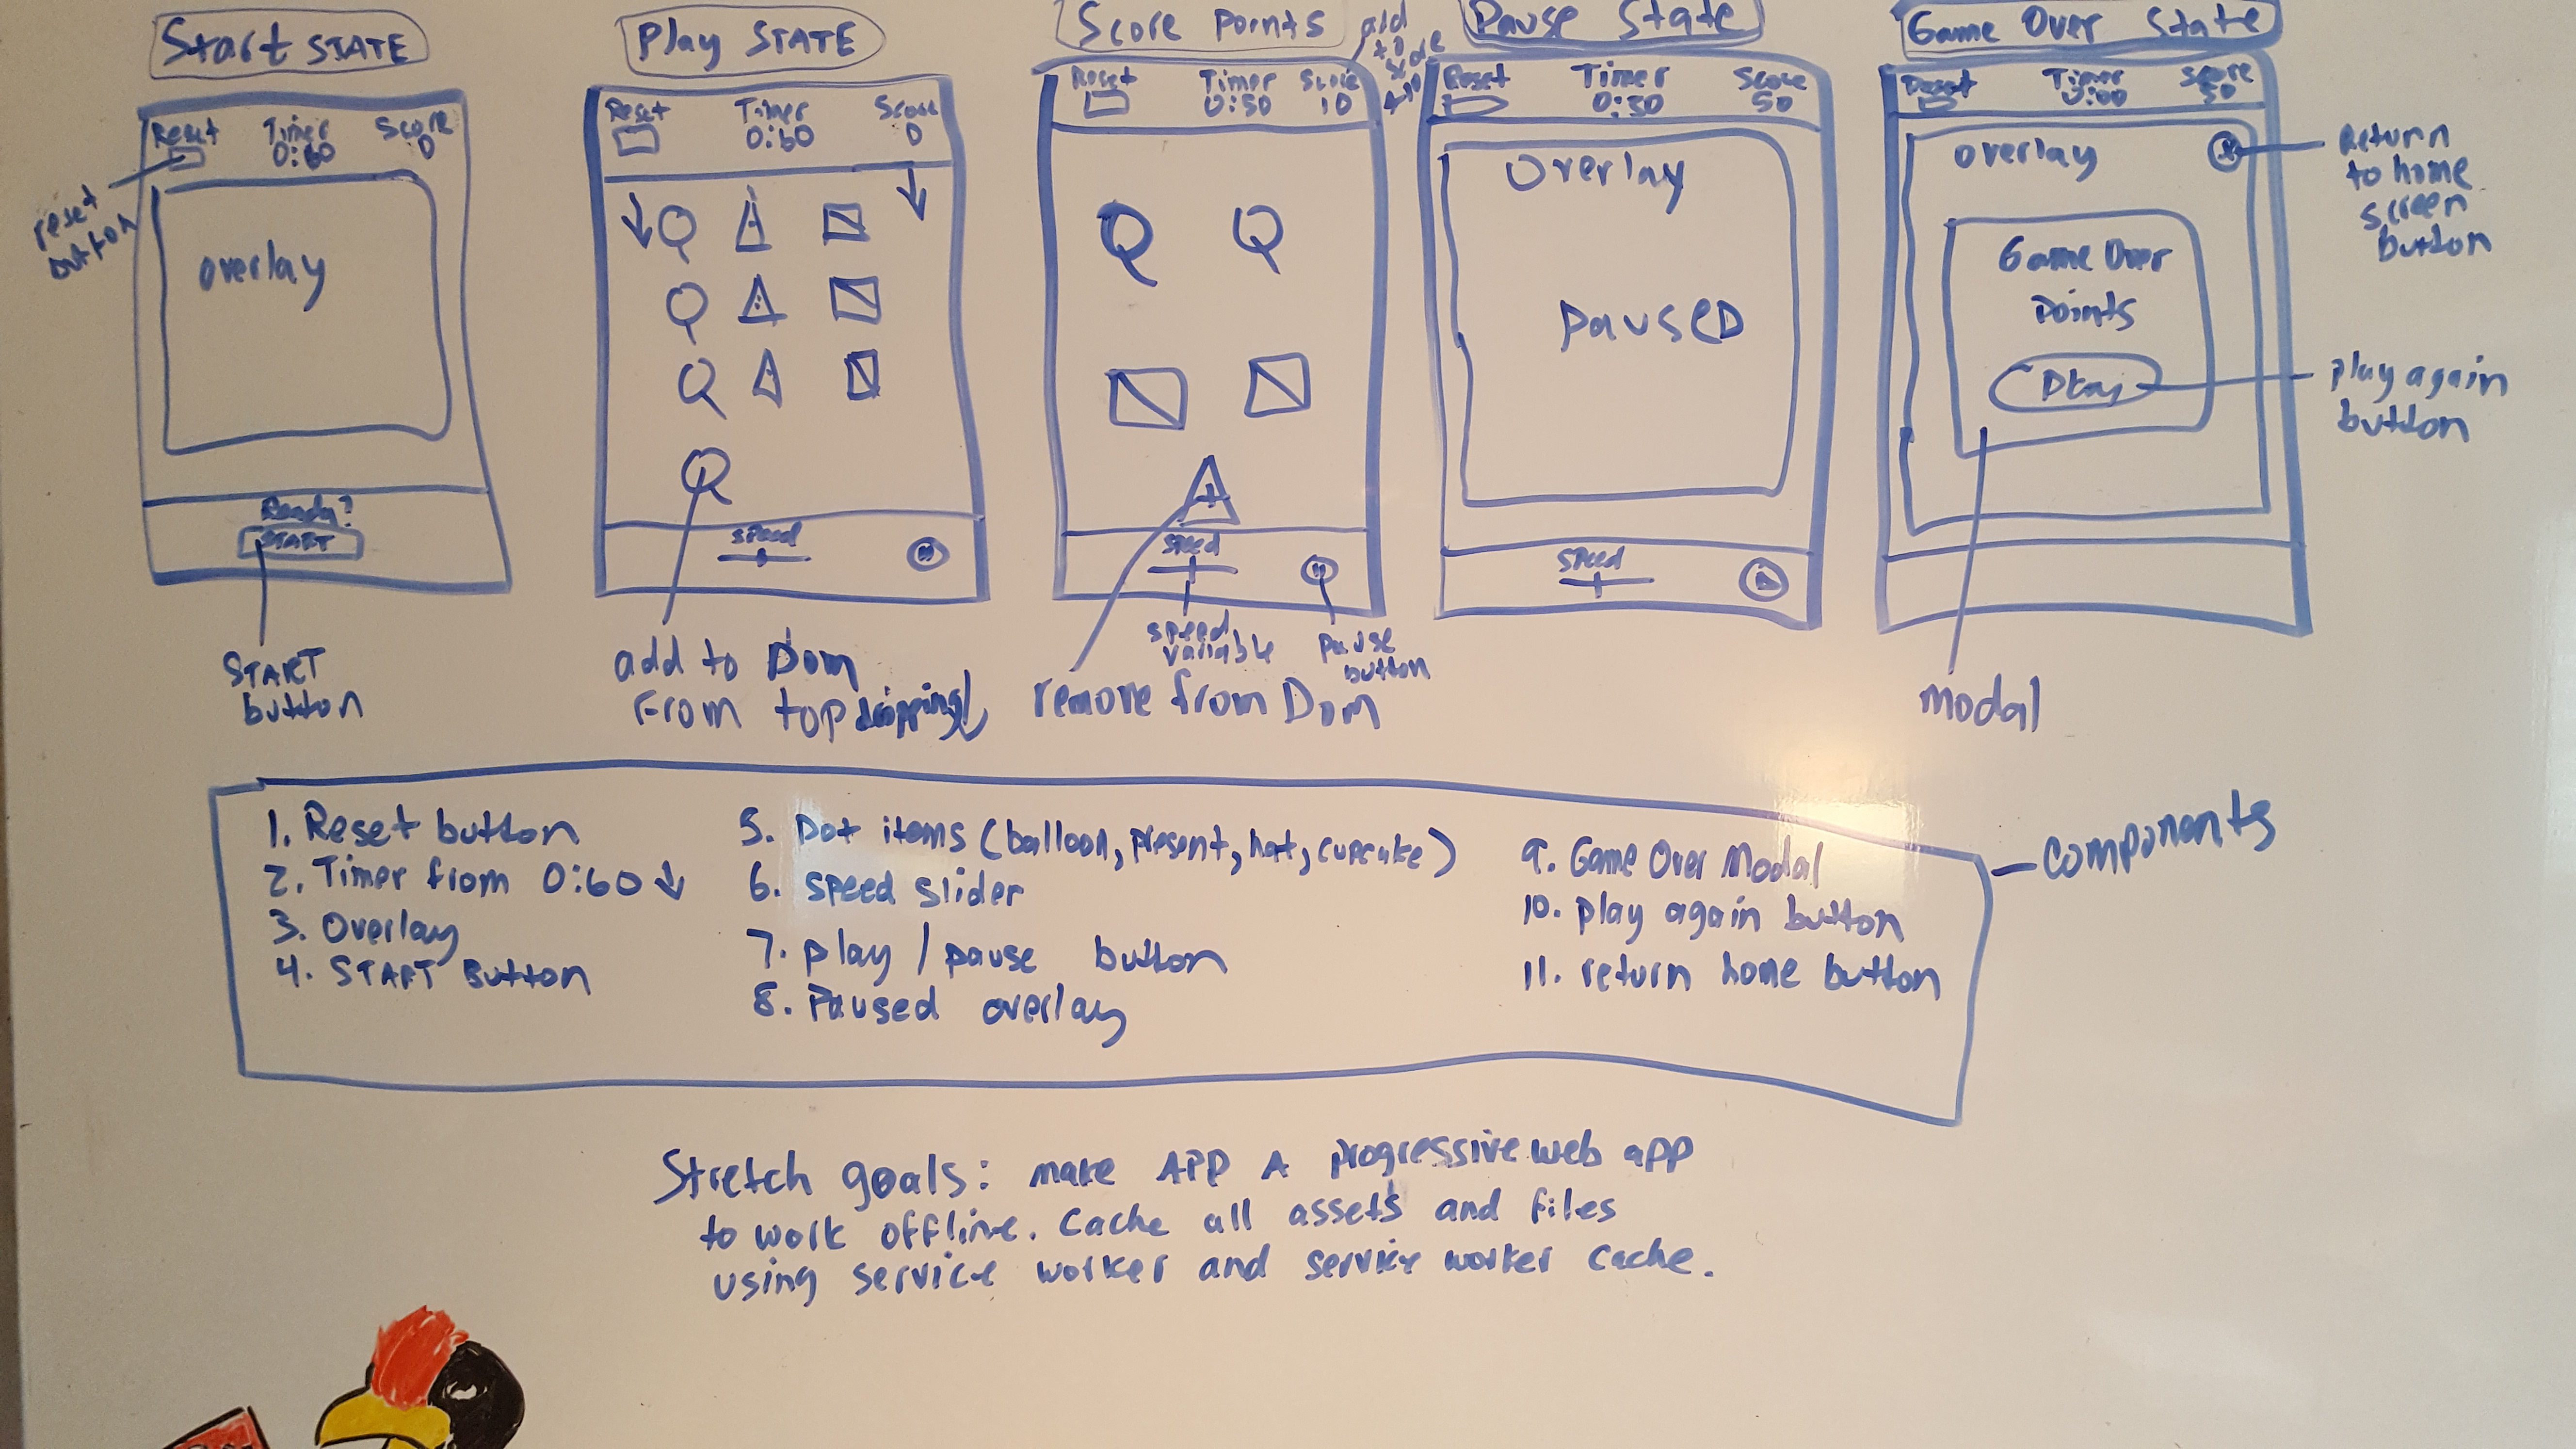 Start STATE
Reset
Timer
0:60
Score
0
reset
button
overlay
Ready?
START
START
button
Play STATE
Reset
Timer
0:60
Score
0
speed
add to Dom
From top dropping
Score Points
add
to
score
+10
Reset
Timer
0:50
Score
10
speed
speed
variable
pause
button
remove from Dom
Pause State
Reset
Timer
0:30
Score
50
Overlay
PAUSED
speed
Game Over State
Reset
Timer
0:00
Score
50
overlay
X
return
to home
screen
button
Game Over
Points
Play
play again
button
modal
1. Reset button
2. Timer from 0:60 ↓
3. Overlay
4. START Button
5. Dot items (balloon, present, hat, cupcake)
6. speed slider
7. play / pause button
8. Paused overlay
9. Game Over Modal
10. play again button
11. return home button
components
Stretch goals: make APP A progressive web app
to work offline. Cache all assets and files
using service worker and service worker cache.